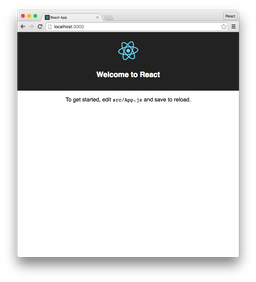 React App
React
localhost:3000
Welcome to React
To get started, edit src/App.js and save to reload.